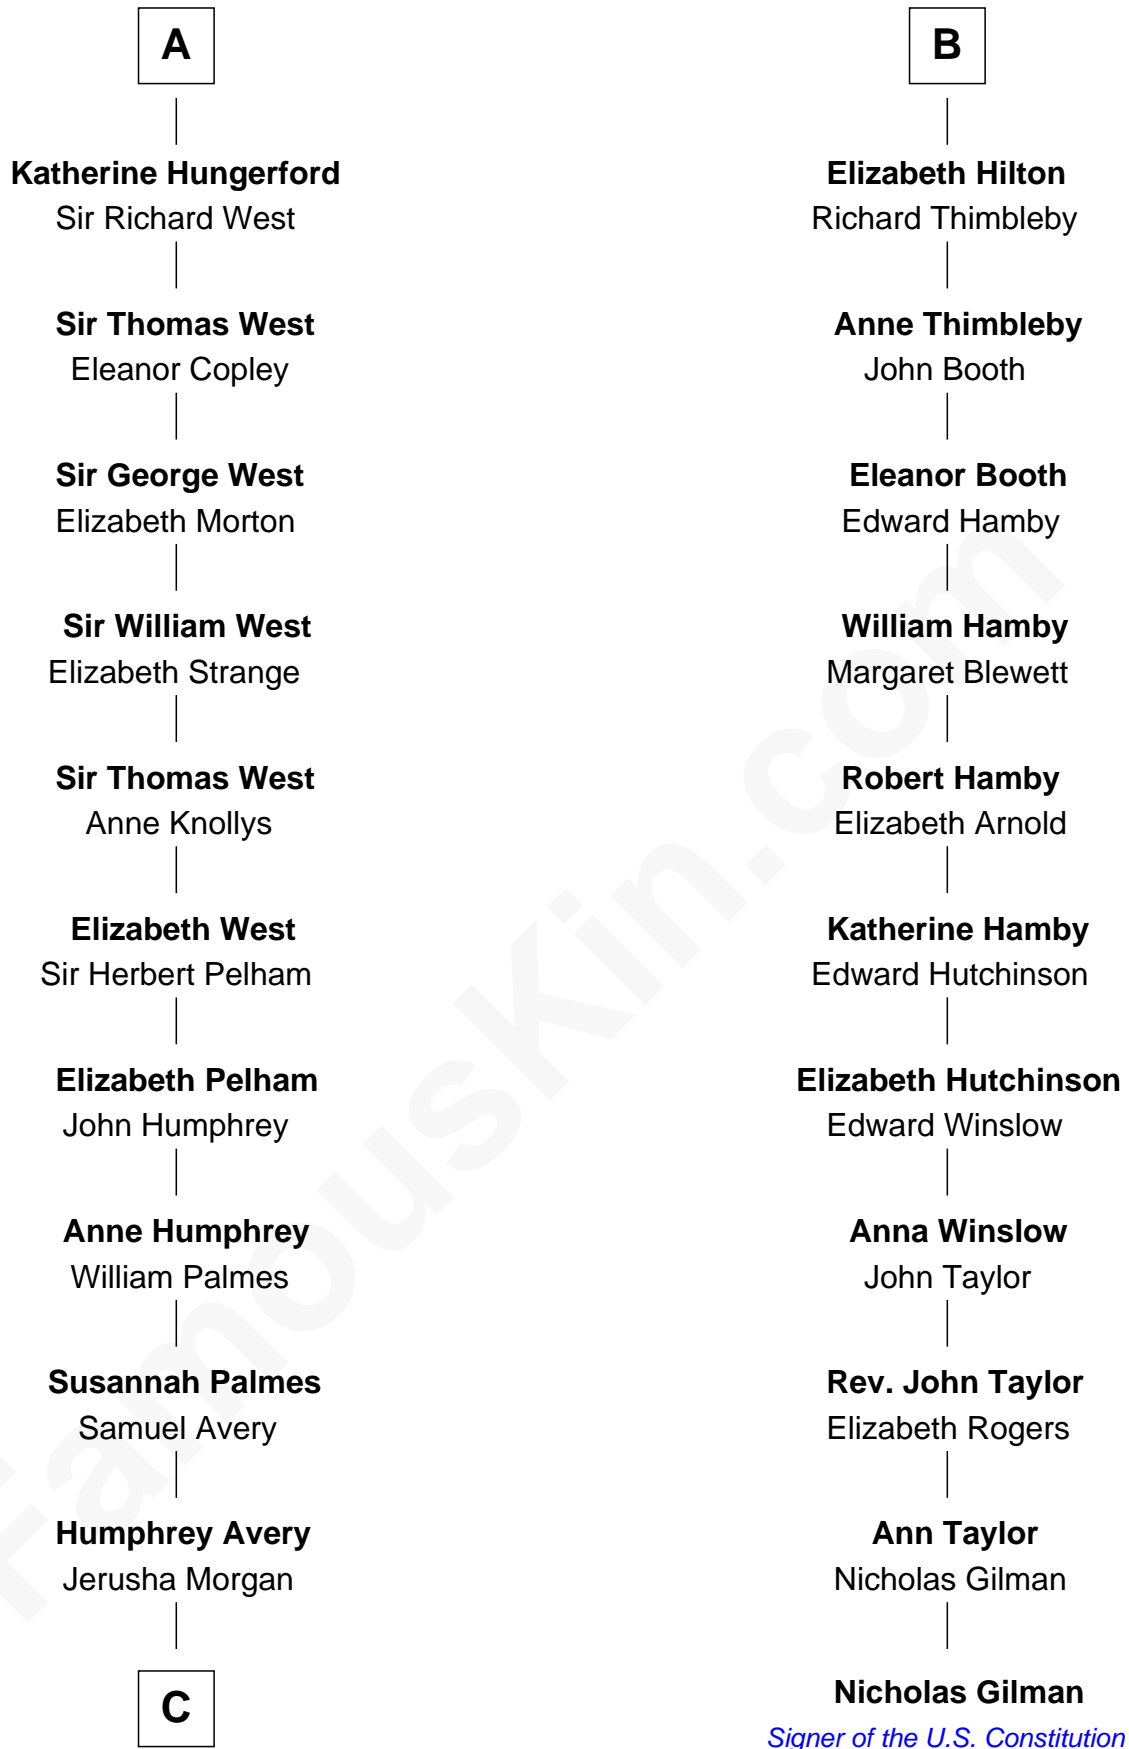 A
Katherine Hungerford
Sir Richard West
Sir Thomas West
Eleanor Copley
Sir George West
Elizabeth Morton
Sir William West
Elizabeth Strange
Sir Thomas West
Anne Knollys
Elizabeth West
Sir Herbert Pelham
Elizabeth Pelham
John Humphrey
Anne Humphrey
William Palmes
Susannah Palmes
Samuel Avery
Humphrey Avery
Jerusha Morgan
C
B
Elizabeth Hilton
Richard Thimbleby
Anne Thimbleby
John Booth
Eleanor Booth
Edward Hamby
William Hamby
Margaret Blewett
Robert Hamby
Elizabeth Arnold
Katherine Hamby
Edward Hutchinson
Elizabeth Hutchinson
Edward Winslow
Anna Winslow
John Taylor
Rev. John Taylor
Elizabeth Rogers
Ann Taylor
Nicholas Gilman
Nicholas Gilman
Signer of the U.S. Constitution
FamousKin.com